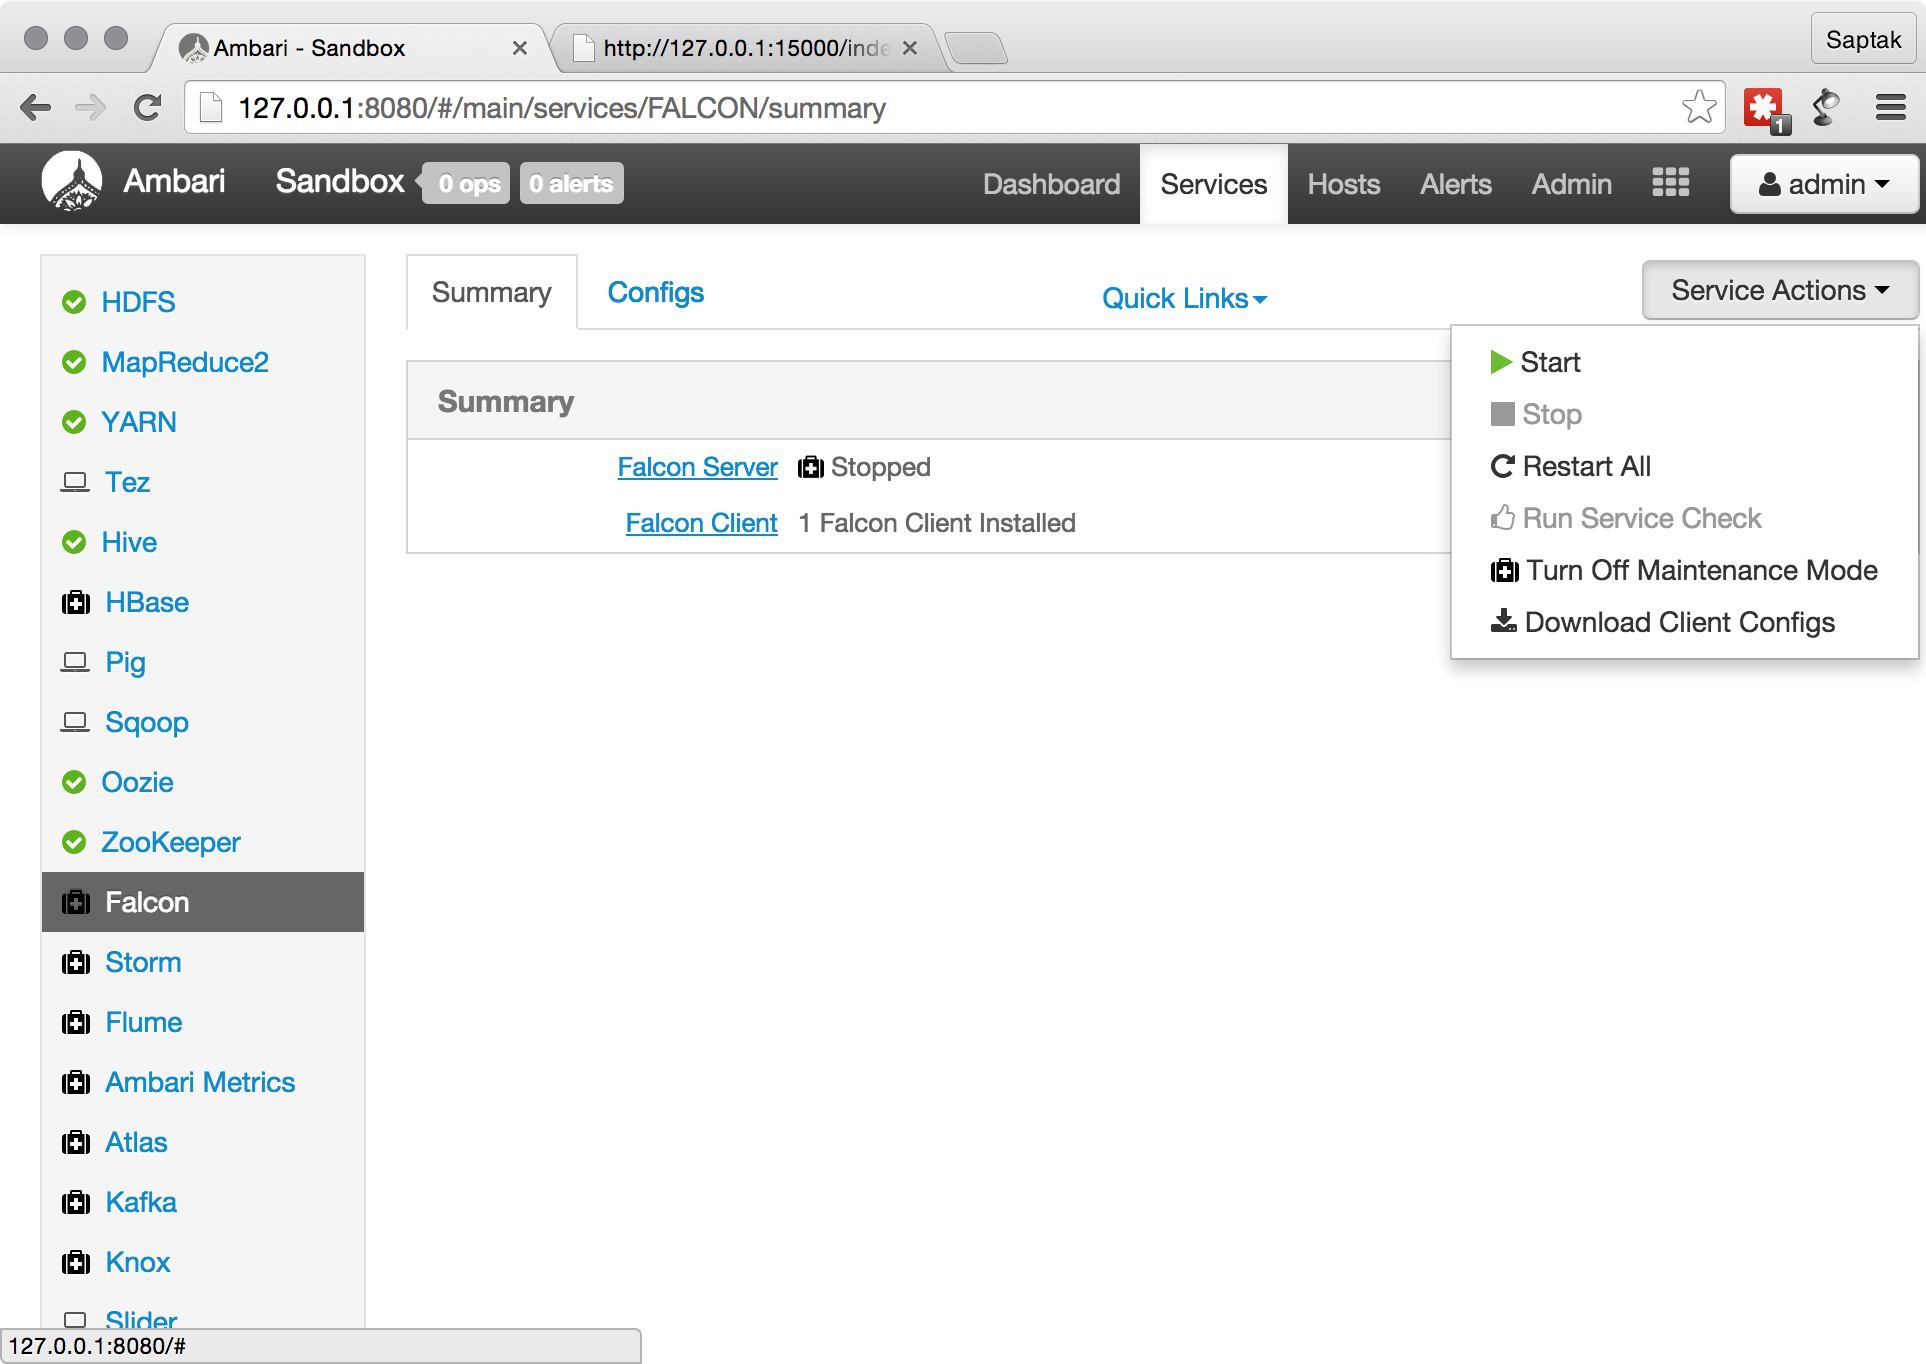 Ambari - Sandbox
http://127.0.0.1:15000/inde
Saptak
127.0.0.1:8080/#/main/services/FALCON/summary
1
Ambari
Sandbox
0 ops
0 alerts
Dashboard
Services
Hosts
Alerts
Admin
admin
HDFS
MapReduce2
YARN
Tez
Hive
HBase
Pig
Sqoop
Oozie
ZooKeeper
Falcon
Storm
Flume
Ambari Metrics
Atlas
Kafka
Knox
Slider
Summary
Configs
Quick Links
Service Actions
Summary
Falcon Server Stopped
Falcon Client 1 Falcon Client Installed
Start
Stop
Restart All
Run Service Check
Turn Off Maintenance Mode
Download Client Configs
127.0.0.1:8080/#